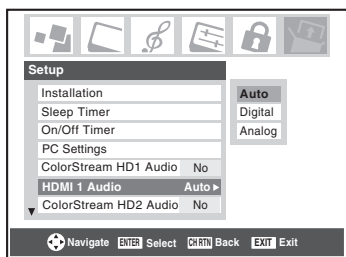 Setup
Installation
Sleep Timer
On/Off Timer
PC Settings
ColorStream HD1 Audio No
HDMI 1 Audio Auto ▸
ColorStream HD2 Audio No
Auto
Digital
Analog
Navigate ENTER Select CH RTN Back EXIT Exit